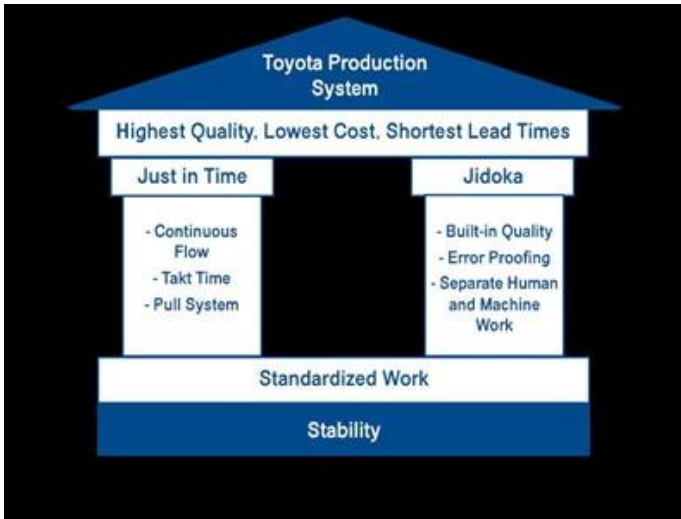 Toyota Production
System
Highest Quality, Lowest Cost, Shortest Lead Times
Just in Time
- Continuous
Flow
- Takt Time
- Pull System
Jidoka
- Built-in Quality
- Error Proofing
- Separate Human
and Machine
Work
Standardized Work
Stability